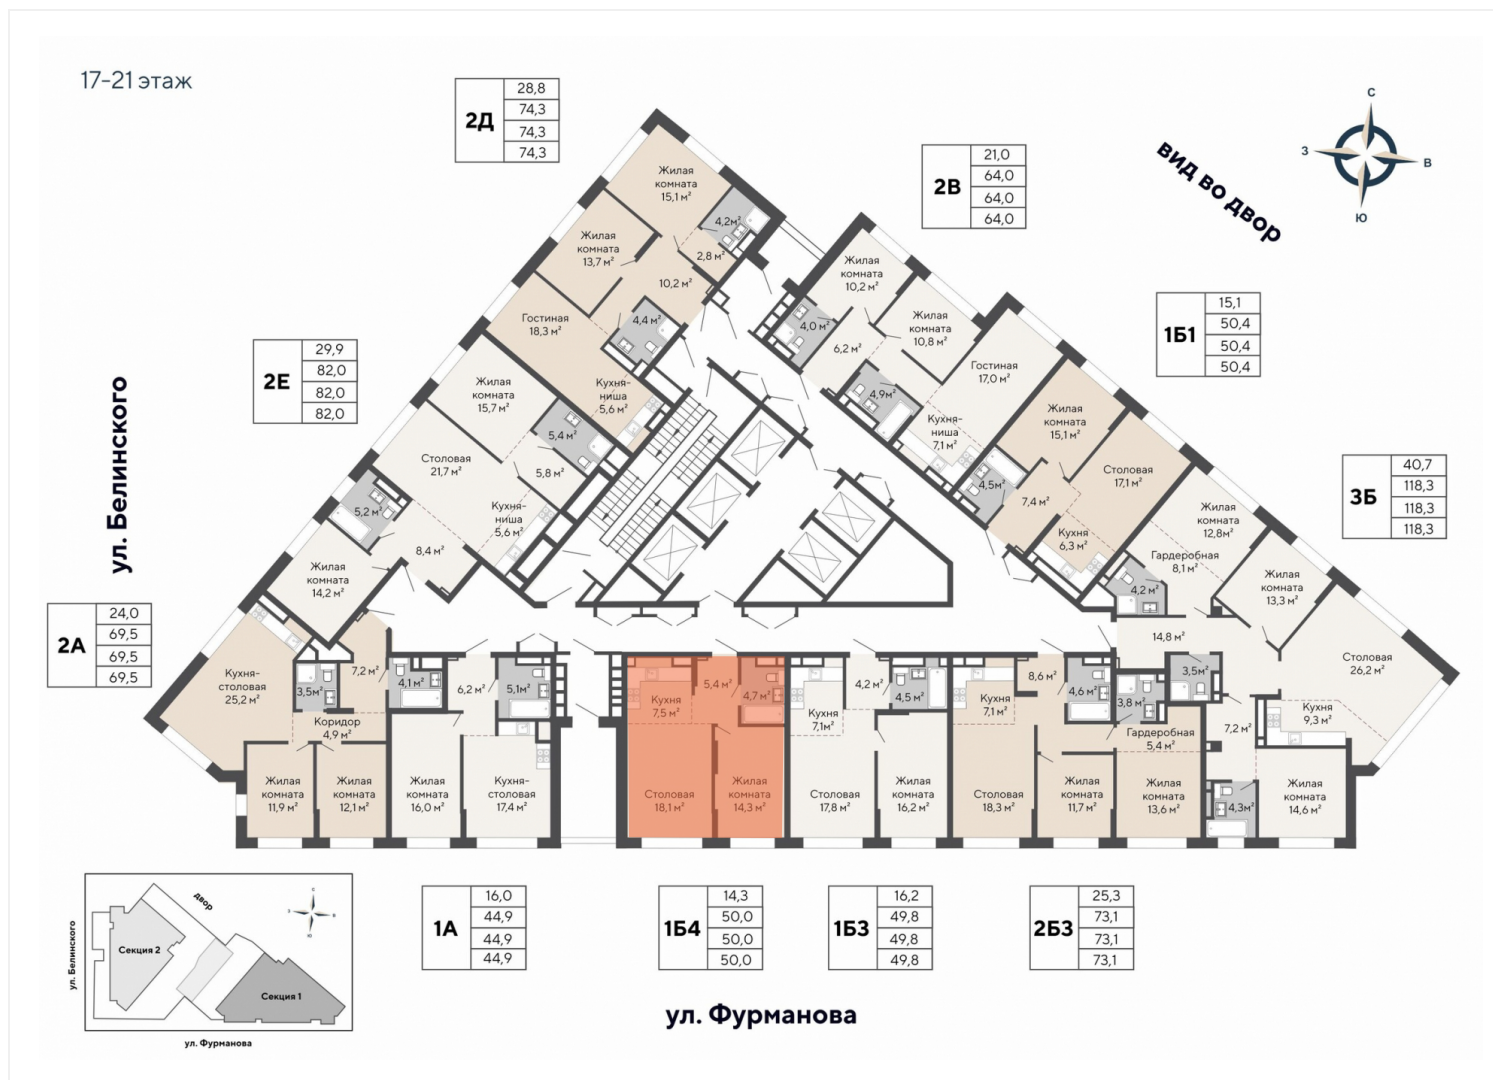 17-21 этаж
2Д
28,8
74,3
74,3
74,3
2В
21,0
64,0
64,0
64,0
вид во двор
С
З
В
Ю
1Б1
15,1
50,4
50,4
50,4
2Е
29,9
82,0
82,0
82,0
3Б
40,7
118,3
118,3
118,3
2А
24,0
69,5
69,5
69,5
ул. Белинского
Жилая
комната
15,1 м²
4,2м²
2,8 м²
Жилая
комната
13,7 м²
10,2 м²
4,4м²
Гостиная
18,3 м²
Кухня-
ниша
5,6 м²
Жилая
комната
15,7 м²
5,4 м²
5,8 м²
Столовая
21,7 м²
Кухня-
ниша
5,6 м²
5,2м²
8,4 м²
Жилая
комната
14,2 м²
Жилая
комната
10,2 м²
4,0 м²
6,2 м²
Жилая
комната
10,8 м²
4,9м²
Гостиная
17,0 м²
Кухня-
ниша
7,1 м²
Жилая
комната
15,1 м²
4,5м²
7,4 м²
Столовая
17,1 м²
Кухня
6,3 м²
Жилая
комната
12,8м²
Гардеробная
8,1 м²
4,2 м²
Жилая
комната
13,3 м²
14,8 м²
3,5м²
Столовая
26,2 м²
Кухня
9,3 м²
7,2 м²
4,3м²
Жилая
комната
14,6 м²
Кухня-
столовая
25,2 м²
3,5м²
7,2 м²
Коридор
4,9 м²
Жилая
комната
11,9 м²
Жилая
комната
12,1 м²
4,1 м²
6,2 м²
5,1м²
Жилая
комната
16,0 м²
Кухня-
столовая
17,4 м²
Кухня
7,5 м²
5,4 м²
4,7 м²
Столовая
18,1 м²
Жилая
комната
14,3 м²
Кухня
7,1м²
4,2 м²
4,5 м²
Столовая
17,8 м²
Жилая
комната
16,2 м²
Кухня
7,1 м²
8,6 м²
4,6 м²
Столовая
18,3 м²
Жилая
комната
11,7 м²
3,8 м²
Гардеробная
5,4 м²
Жилая
комната
13,6 м²
1А
16,0
44,9
44,9
44,9
1Б4
14,3
50,0
50,0
50,0
1Б3
16,2
49,8
49,8
49,8
2Б3
25,3
73,1
73,1
73,1
ул. Фурманова
двор
ул. Белинского
Секция 2
Секция 1
ул. Фурманова